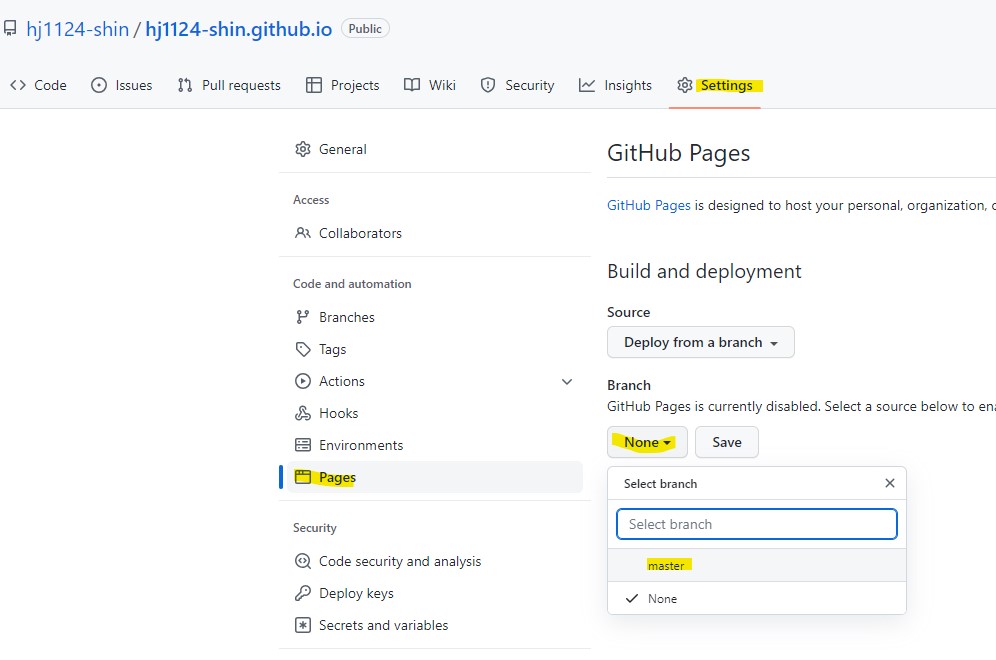 hj1124-shin / hj1124-shin.github.io Public
Code Issues Pull requests Projects Wiki Security Insights Settings
General
Access
Collaborators
Code and automation
Branches
Tags
Actions
Hooks
Environments
Pages
Security
Code security and analysis
Deploy keys
Secrets and variables
GitHub Pages
GitHub Pages is designed to host your personal, organization,
Build and deployment
Source
Deploy from a branch
Branch
GitHub Pages is currently disabled. Select a source below to
None Save
Select branch
Select branch
master
None